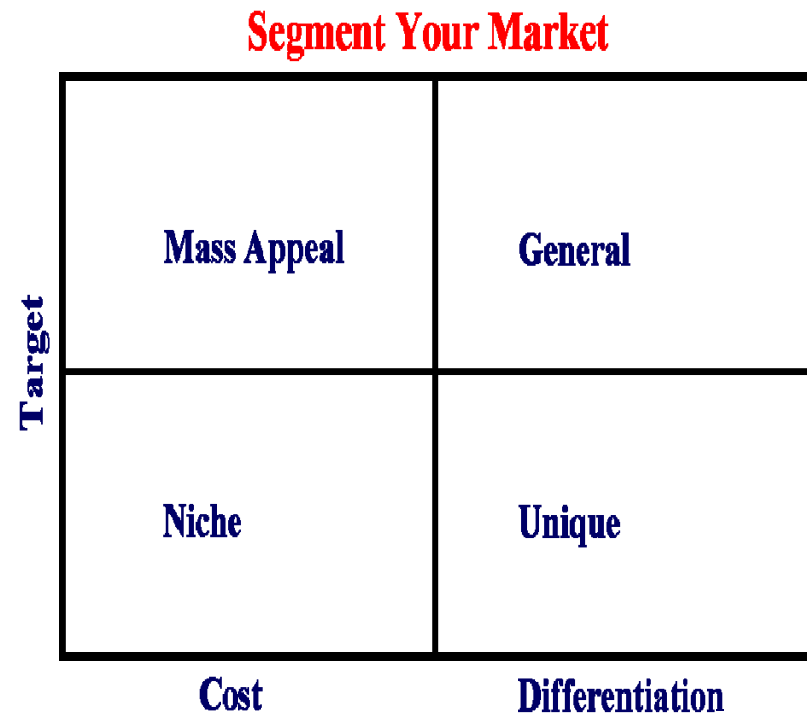 Segment Your Market
Mass Appeal
General
Target
Niche
Unique
Cost
Differentiation